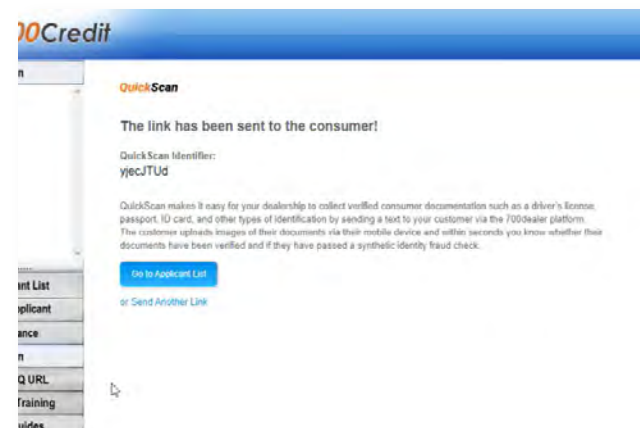 00Credit
n
QuickScan
The link has been sent to the consumer!
QuickScan Identifier:
yjecJTUd
QuickScan makes it easy for your dealership to collect verified consumer documentation such as a driver's license,
passport, ID card, and other types of identification by sending a text to your customer via the 700dealer platform.
The customer uploads images of their documents via their mobile device and within seconds you know whether their
documents have been verified and if they have passed a synthetic identity fraud check.
Go to Applicant List
or Send Another Link
ant List
pplicant
ance
n
Q URL
Training
uides